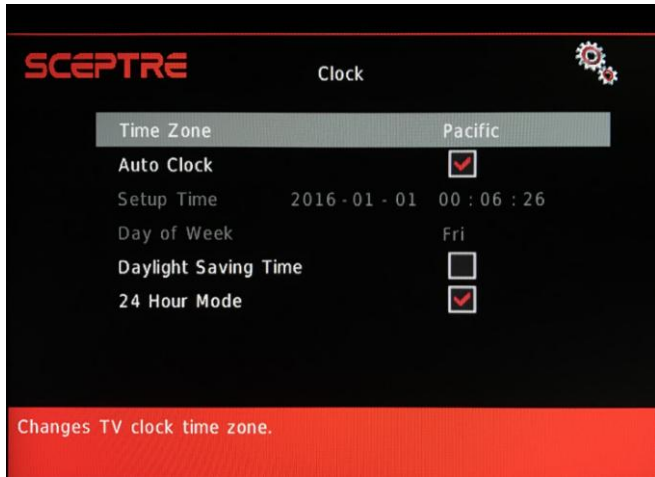 SCEPTRE
Clock
Time Zone Pacific
Auto Clock
Setup Time 2016 - 01 - 01 00 : 06 : 26
Day of Week Fri
Daylight Saving Time
24 Hour Mode
Changes TV clock time zone.